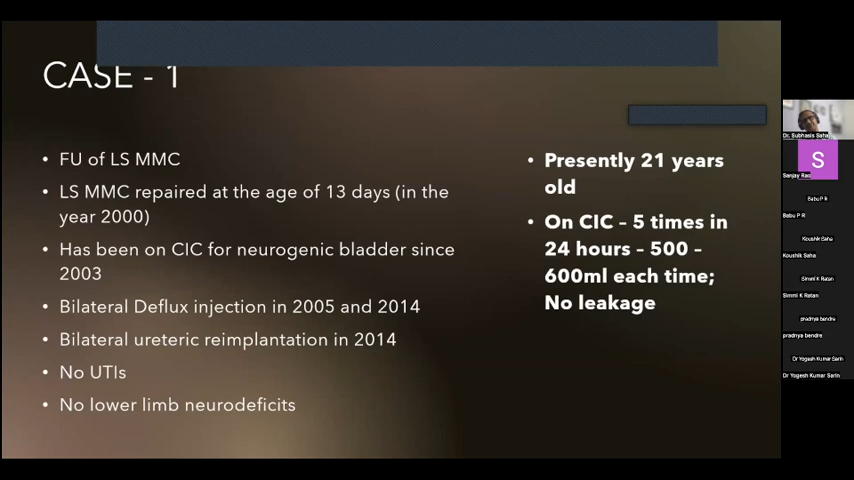 CASE - 1
• FU of LS MMC
• LS MMC repaired at the age of 13 days (in the
year 2000)
• Has been on CIC for neurogenic bladder since
2003
• Bilateral Deflux injection in 2005 and 2014
• Bilateral ureteric reimplantation in 2014
• No UTIs
• No lower limb neurodeficits
• Presently 21 years
old
• On CIC – 5 times in
24 hours – 500 –
600ml each time;
No leakage
Dr. Subhasis Saha
S
Sanjay Rao
Babu P R
Babu P R
Koushik Saha
Koushik Saha
Simmi K Ratan
Simmi K Ratan
pradnya bendre
pradnya bendre
Dr Yogesh Kumar Sarin
Dr Yogesh Kumar Sarin